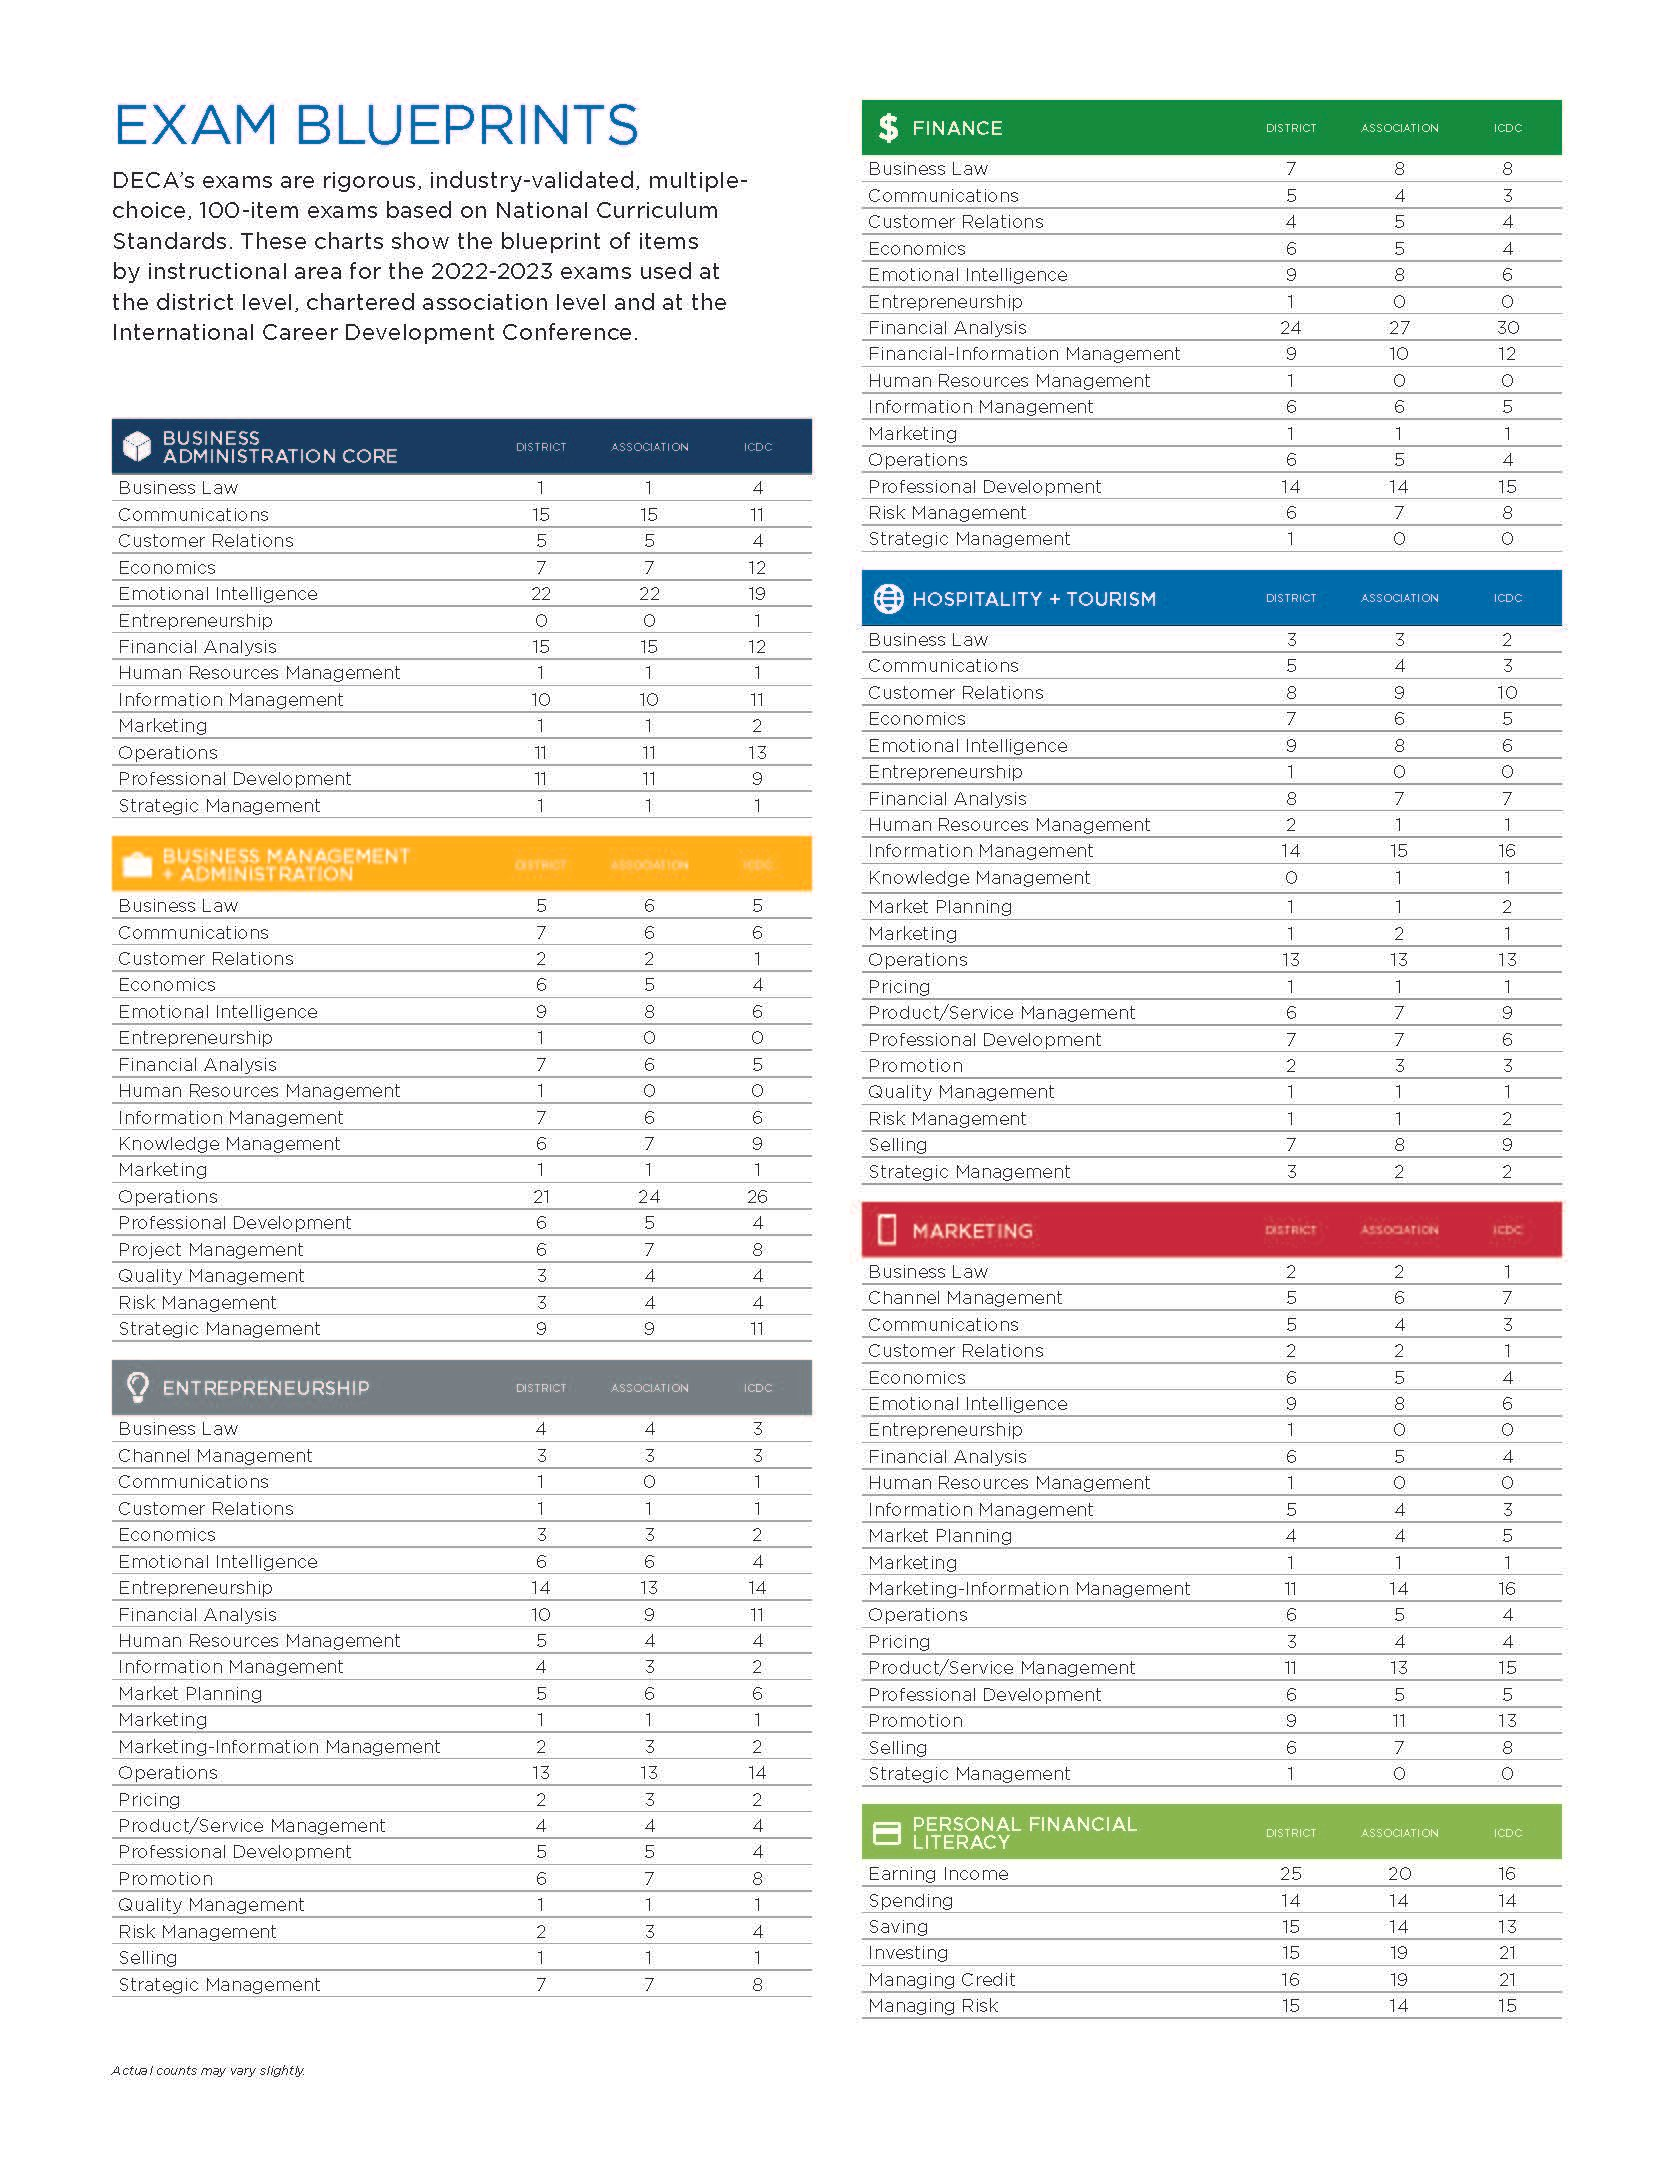 EXAM BLUEPRINTS
DECA's exams are rigorous, industry-validated, multiple-
choice, 100-item exams based on National Curriculum
Standards. These charts show the blueprint of items
by instructional area for the 2022-2023 exams used at
the district level, chartered association level and at the
International Career Development Conference.
BUSINESS
ADMINISTRATION CORE DISTRICT ASSOCIATION ICDC
Business Law 1 1 4
Communications 15 15 11
Customer Relations 5 5 4
Economics 7 7 12
Emotional Intelligence 22 22 19
Entrepreneurship 0 0 1
Financial Analysis 15 15 12
Human Resources Management 1 1 1
Information Management 10 10 11
Marketing 1 1 2
Operations 11 11 13
Professional Development 11 11 9
Strategic Management 1 1 1
BUSINESS MANAGEMENT
+ ADMINISTRATION DISTRICT ASSOCIATION ICDC
Business Law 5 6 5
Communications 7 6 6
Customer Relations 2 2 1
Economics 6 5 4
Emotional Intelligence 9 8 6
Entrepreneurship 1 0 0
Financial Analysis 7 6 5
Human Resources Management 1 0 0
Information Management 7 6 6
Knowledge Management 6 7 9
Marketing 1 1 1
Operations 21 24 26
Professional Development 6 5 4
Project Management 6 7 8
Quality Management 3 4 4
Risk Management 3 4 4
Strategic Management 9 9 11
ENTREPRENEURSHIP DISTRICT ASSOCIATION ICDC
Business Law 4 4 3
Channel Management 3 3 3
Communications 1 0 1
Customer Relations 1 1 1
Economics 3 3 2
Emotional Intelligence 6 6 4
Entrepreneurship 14 13 14
Financial Analysis 10 9 11
Human Resources Management 5 4 4
Information Management 4 3 2
Market Planning 5 6 6
Marketing 1 1 1
Marketing-Information Management 2 3 2
Operations 13 13 14
Pricing 2 3 2
Product/Service Management 4 4 4
Professional Development 5 5 4
Promotion 6 7 8
Quality Management 1 1 1
Risk Management 2 3 4
Selling 1 1 1
Strategic Management 7 7 8
Actual counts may vary slightly.
FINANCE DISTRICT ASSOCIATION ICDC
Business Law 7 8 8
Communications 5 4 3
Customer Relations 4 5 4
Economics 6 5 4
Emotional Intelligence 9 8 6
Entrepreneurship 1 0 0
Financial Analysis 24 27 30
Financial-Information Management 9 10 12
Human Resources Management 1 0 0
Information Management 6 6 5
Marketing 1 1 1
Operations 6 5 4
Professional Development 14 14 15
Risk Management 6 7 8
Strategic Management 1 0 0
HOSPITALITY + TOURISM DISTRICT ASSOCIATION ICDC
Business Law 3 3 2
Communications 5 4 3
Customer Relations 8 9 10
Economics 7 6 5
Emotional Intelligence 9 8 6
Entrepreneurship 1 0 0
Financial Analysis 8 7 7
Human Resources Management 2 1 1
Information Management 14 15 16
Knowledge Management 0 1 1
Market Planning 1 1 2
Marketing 1 2 1
Operations 13 13 13
Pricing 1 1 1
Product/Service Management 6 7 9
Professional Development 7 7 6
Promotion 2 3 3
Quality Management 1 1 1
Risk Management 1 1 2
Selling 7 8 9
Strategic Management 3 2 2
MARKETING DISTRICT ASSOCIATION ICDC
Business Law 2 2 1
Channel Management 5 6 7
Communications 5 4 3
Customer Relations 2 2 1
Economics 6 5 4
Emotional Intelligence 9 8 6
Entrepreneurship 1 0 0
Financial Analysis 6 5 4
Human Resources Management 1 0 0
Information Management 5 4 3
Market Planning 4 4 5
Marketing 1 1 1
Marketing-Information Management 11 14 16
Operations 6 5 4
Pricing 3 4 4
Product/Service Management 11 13 15
Professional Development 6 5 5
Promotion 9 11 13
Selling 6 7 8
Strategic Management 1 0 0
PERSONAL FINANCIAL
LITERACY DISTRICT ASSOCIATION ICDC
Earning Income 25 20 16
Spending 14 14 14
Saving 15 14 13
Investing 15 19 21
Managing Credit 16 19 21
Managing Risk 15 14 15